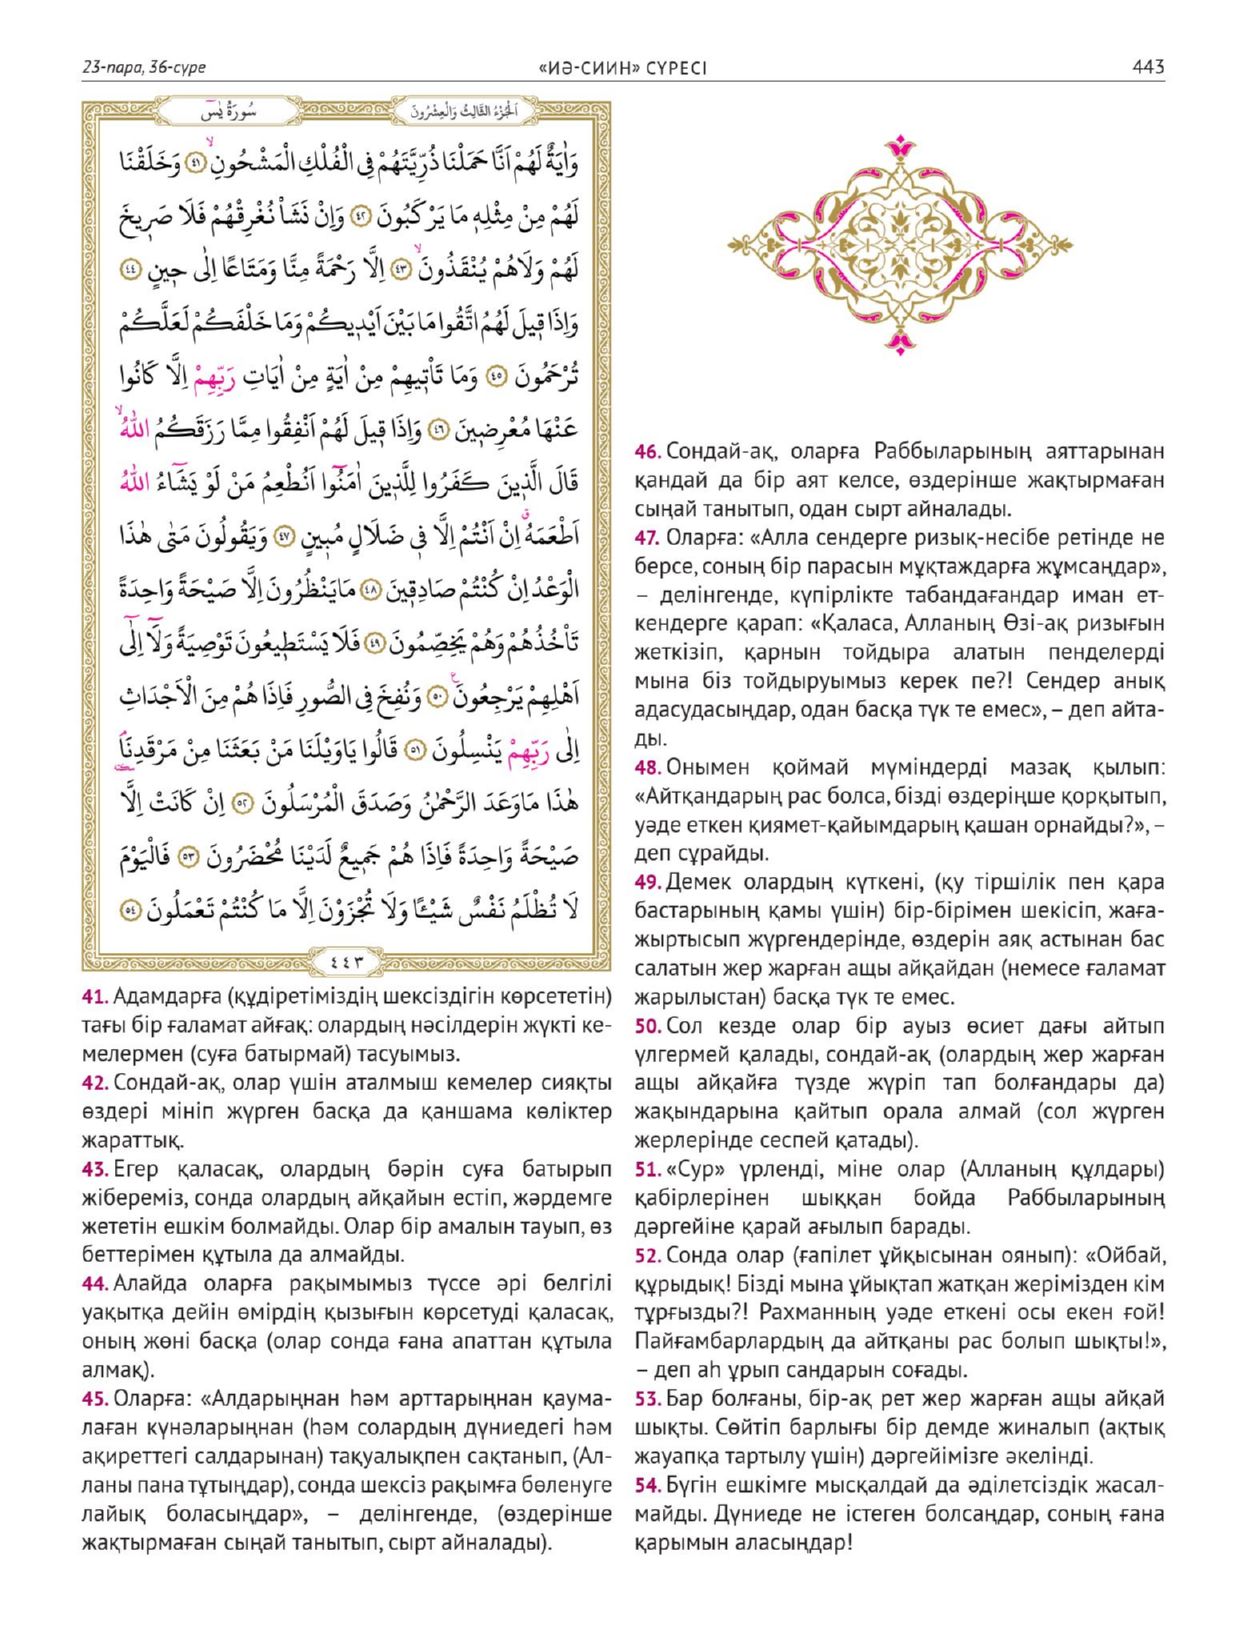 23-пара, 36-сүре
«ИӘ-СИИН» СҮРЕСІ
443
سُورَةُ يٰسٓ
اَلْجُزْءُ الثَّالِثُ وَالْعِشْرُونَ
وَاٰيَةٌ لَهُمْ اَنَّا حَمَلْنَا ذُرِّيَّتَهُمْ فِي الْفُلْكِ الْمَشْحُونِۙ ﴿٤١﴾ وَخَلَقْنَا
لَهُمْ مِنْ مِثْلِهٖ مَا يَرْكَبُونَ ﴿٤٢﴾ وَاِنْ نَشَأْ نُغْرِقْهُمْ فَلَا صَرٖيخَ
لَهُمْ وَلَاهُمْ يُنْقَذُونَۙ ﴿٤٣﴾ اِلَّا رَحْمَةً مِنَّا وَمَتَاعًا اِلٰى حٖينٍ ﴿٤٤﴾
وَاِذَا قٖيلَ لَهُمُ اتَّقُوا مَا بَيْنَ اَيْدٖيكُمْ وَمَا خَلْفَكُمْ لَعَلَّكُمْ
تُرْحَمُونَ ﴿٤٥﴾ وَمَا تَأْتٖيهِمْ مِنْ اٰيَةٍ مِنْ اٰيَاتِ رَبِّهِمْ اِلَّا كَانُوا
عَنْهَا مُعْرِضٖينَ ﴿٤٦﴾ وَاِذَا قٖيلَ لَهُمْ اَنْفِقُوا مِمَّا رَزَقَكُمُ اللّٰهُۙ
قَالَ الَّذٖينَ كَفَرُوا لِلَّذٖينَ اٰمَنُٓوا اَنُطْعِمُ مَنْ لَوْ يَشَٓاءُ اللّٰهُ
اَطْعَمَهُۗ اِنْ اَنْتُمْ اِلَّا فٖي ضَلَالٍ مُبٖينٍ ﴿٤٧﴾ وَيَقُولُونَ مَتٰى هٰذَا
الْوَعْدُ اِنْ كُنْتُمْ صَادِقٖينَ ﴿٤٨﴾ مَايَنْظُرُونَ اِلَّا صَيْحَةً وَاحِدَةً
تَأْخُذُهُمْ وَهُمْ يَخِصِّمُونَ ﴿٤٩﴾ فَلَا يَسْتَطٖيعُونَ تَوْصِيَةً وَلَٓا اِلٰٓى
اَهْلِهِمْ يَرْجِعُونَ ﴿٥٠﴾ وَنُفِخَ فِي الصُّورِ فَاِذَا هُمْ مِنَ الْاَجْدَاثِ
اِلٰى رَبِّهِمْ يَنْسِلُونَ ﴿٥١﴾ قَالُوا يَاوَيْلَنَا مَنْ بَعَثَنَا مِنْ مَرْقَدِنَا
هٰذَا مَاوَعَدَ الرَّحْمٰنُ وَصَدَقَ الْمُرْسَلُونَ ﴿٥٢﴾ اِنْ كَانَتْ اِلَّا
صَيْحَةً وَاحِدَةً فَاِذَا هُمْ جَمٖيعٌ لَدَيْنَا مُحْضَرُونَ ﴿٥٣﴾ فَالْيَوْمَ
لَا تُظْلَمُ نَفْسٌ شَيْـًٔا وَلَا تُجْزَوْنَ اِلَّا مَا كُنْتُمْ تَعْمَلُونَ ﴿٥٤﴾
٤٤٣
41. Адамдарға (құдіретіміздің шексіздігін көрсететін)
тағы бір ғаламат айғақ: олардың нәсілдерін жүкті ке-
мелермен (суға батырмай) тасуымыз.
42. Сондай-ақ, олар үшін аталмыш кемелер сияқты
өздері мініп жүрген басқа да қаншама көліктер
жараттық.
43. Егер қаласақ, олардың бәрін суға батырып
жібереміз, сонда олардың айқайын естіп, жәрдемге
жететін ешкім болмайды. Олар бір амалын тауып, өз
беттерімен құтыла да алмайды.
44. Алайда оларға рақымымыз түссе әрі белгілі
уақытқа дейін өмірдің қызығын көрсетуді қаласақ,
оның жөні басқа (олар сонда ғана апаттан құтыла
алмақ).
45. Оларға: «Алдарыңнан һәм арттарыңнан қаума-
лаған күнәларыңнан (һәм солардың дүниедегі һәм
ақиреттегі салдарынан) тақуалықпен сақтанып, (Ал-
ланы пана тұтыңдар), сонда шексіз рақымға бөленуге
лайық боласыңдар», – делінгенде, (өздерінше
жақтырмаған сыңай танытып, сырт айналады).
46. Сондай-ақ, оларға Раббыларының аяттарынан
қандай да бір аят келсе, өздерінше жақтырмаған
сыңай танытып, одан сырт айналады.
47. Оларға: «Алла сендерге ризық-несібе ретінде не
берсе, соның бір парасын мұқтаждарға жұмсаңдар»,
– делінгенде, күпірлікте табандағандар иман ет-
кендерге қарап: «Қаласа, Алланың Өзі-ақ ризығын
жеткізіп, қарнын тойдыра алатын пенделерді
мына біз тойдыруымыз керек пе?! Сендер анық
адасудасыңдар, одан басқа түк те емес», – деп айта-
ды.
48. Онымен қоймай мүміндерді мазақ қылып:
«Айтқандарың рас болса, бізді өздеріңше қорқытып,
уәде еткен қиямет-қайымдарың қашан орнайды?», –
деп сұрайды.
49. Демек олардың күткені, (қу тіршілік пен қара
бастарының қамы үшін) бір-бірімен шекісіп, жаға-
жыртысып жүргендерінде, өздерін аяқ астынан бас
салатын жер жарған ащы айқайдан (немесе ғаламат
жарылыстан) басқа түк те емес.
50. Сол кезде олар бір ауыз өсиет дағы айтып
үлгермей қалады, сондай-ақ (олардың жер жарған
ащы айқайға түзде жүріп тап болғандары да)
жақындарына қайтып орала алмай (сол жүрген
жерлерінде сеспей қатады).
51. «Сур» үрленді, міне олар (Алланың құлдары)
қабірлерінен шыққан бойда Раббыларының
дәргейіне қарай ағылып барады.
52. Сонда олар (ғапілет ұйқысынан оянып): «Ойбай,
құрыдық! Бізді мына ұйықтап жатқан жерімізден кім
тұрғызды?! Рахманның уәде еткені осы екен ғой!
Пайғамбарлардың да айтқаны рас болып шықты!»,
– деп аһ ұрып сандарын соғады.
53. Бар болғаны, бір-ақ рет жер жарған ащы айқай
шықты. Сөйтіп барлығы бір демде жиналып (ақтық
жауапқа тартылу үшін) дәргейімізге әкелінді.
54. Бүгін ешкімге мысқалдай да әділетсіздік жасал-
майды. Дүниеде не істеген болсаңдар, соның ғана
қарымын аласыңдар!